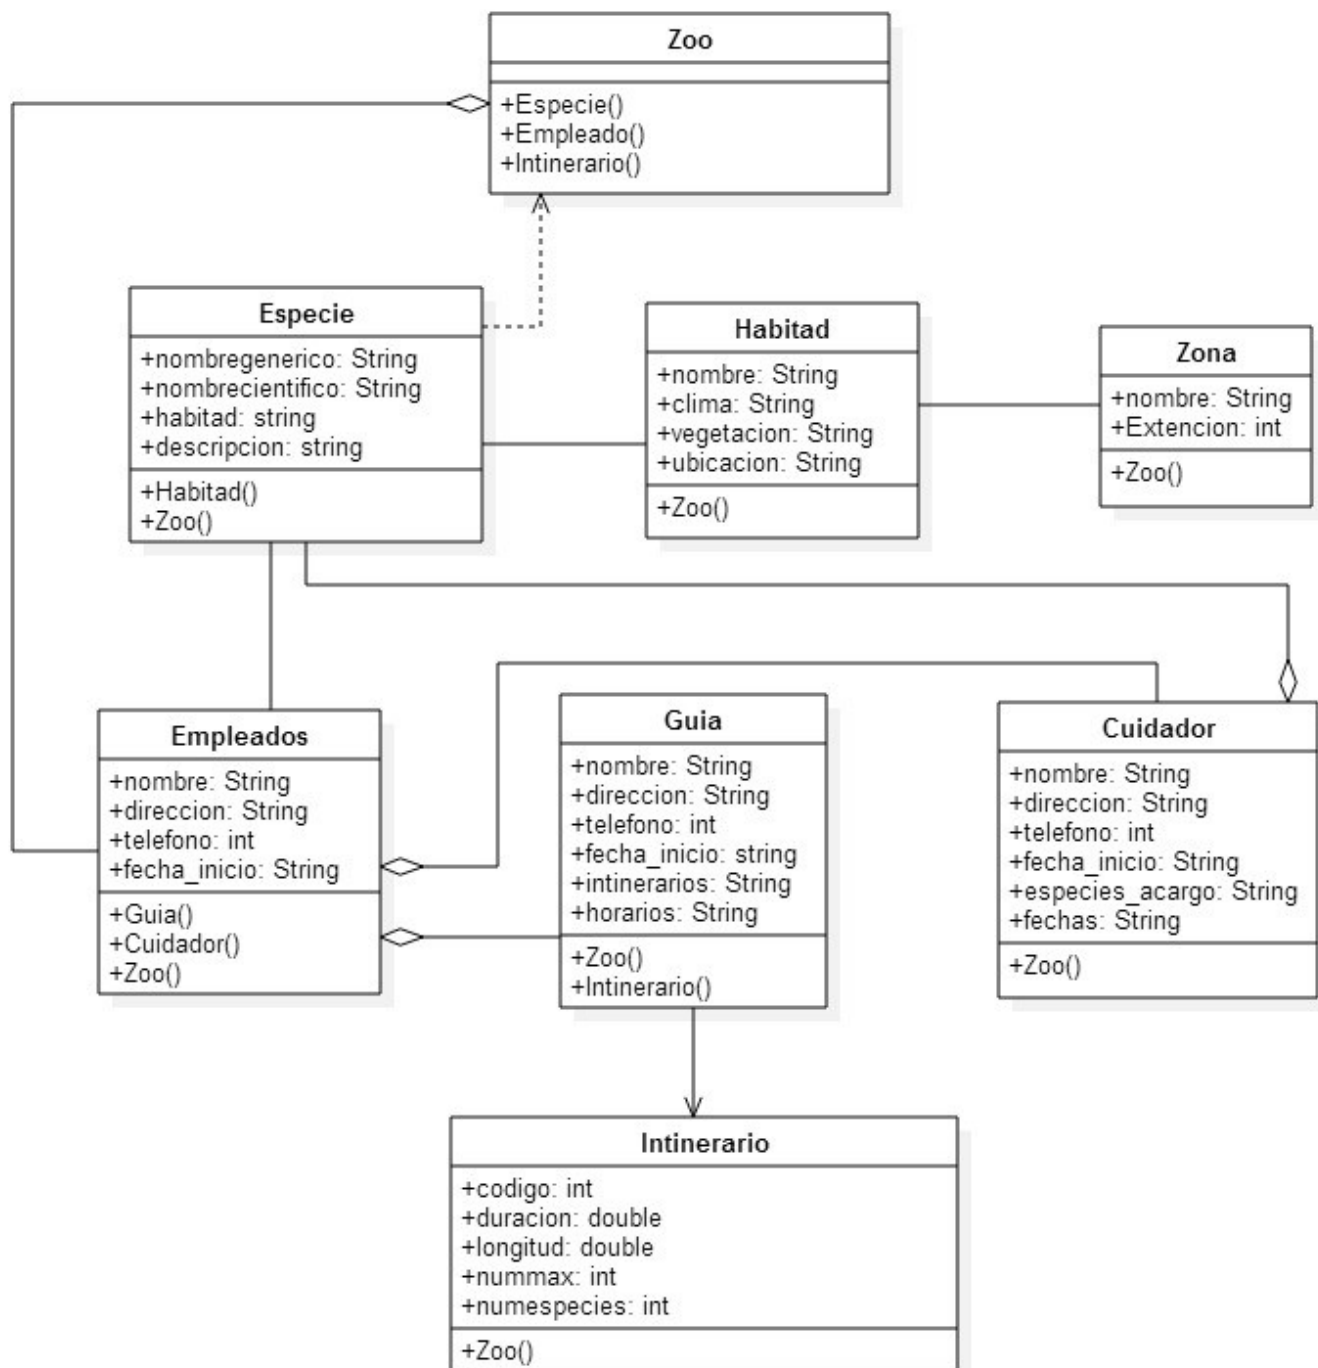 Zoo
+Especie()
+Empleado()
+Intinerario()
Especie
+nombregenerico: String
+nombrecientifico: String
+habitad: string
+descripcion: string
+Habitad()
+Zoo()
Habitad
+nombre: String
+clima: String
+vegetacion: String
+ubicacion: String
+Zoo()
Zona
+nombre: String
+Extencion: int
+Zoo()
Empleados
+nombre: String
+direccion: String
+telefono: int
+fecha_inicio: String
+Guia()
+Cuidador()
+Zoo()
Guia
+nombre: String
+direccion: String
+telefono: int
+fecha_inicio: string
+intinerarios: String
+horarios: String
+Zoo()
+Intinerario()
Cuidador
+nombre: String
+direccion: String
+telefono: int
+fecha_inicio: String
+especies_acargo: String
+fechas: String
+Zoo()
Intinerario
+codigo: int
+duracion: double
+longitud: double
+nummax: int
+numespecies: int
+Zoo()